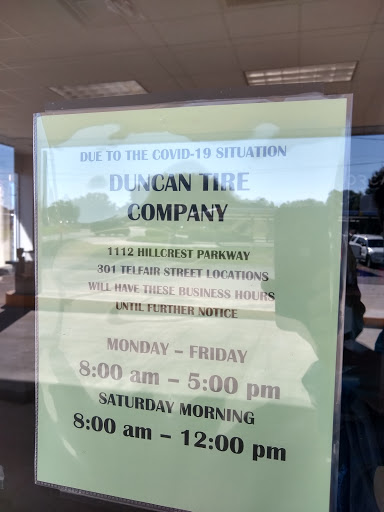 DUE TO THE COVID-19 SITUATION
DUNCAN TIRE
COMPANY
1112 HILLCREST PARKWAY
301 TELFAIR STREET LOCATIONS
WILL HAVE THESE BUSINESS HOURS
UNTIL FURTHER NOTICE
MONDAY – FRIDAY
8:00 am – 5:00 pm
SATURDAY MORNING
8:00 am – 12:00 pm